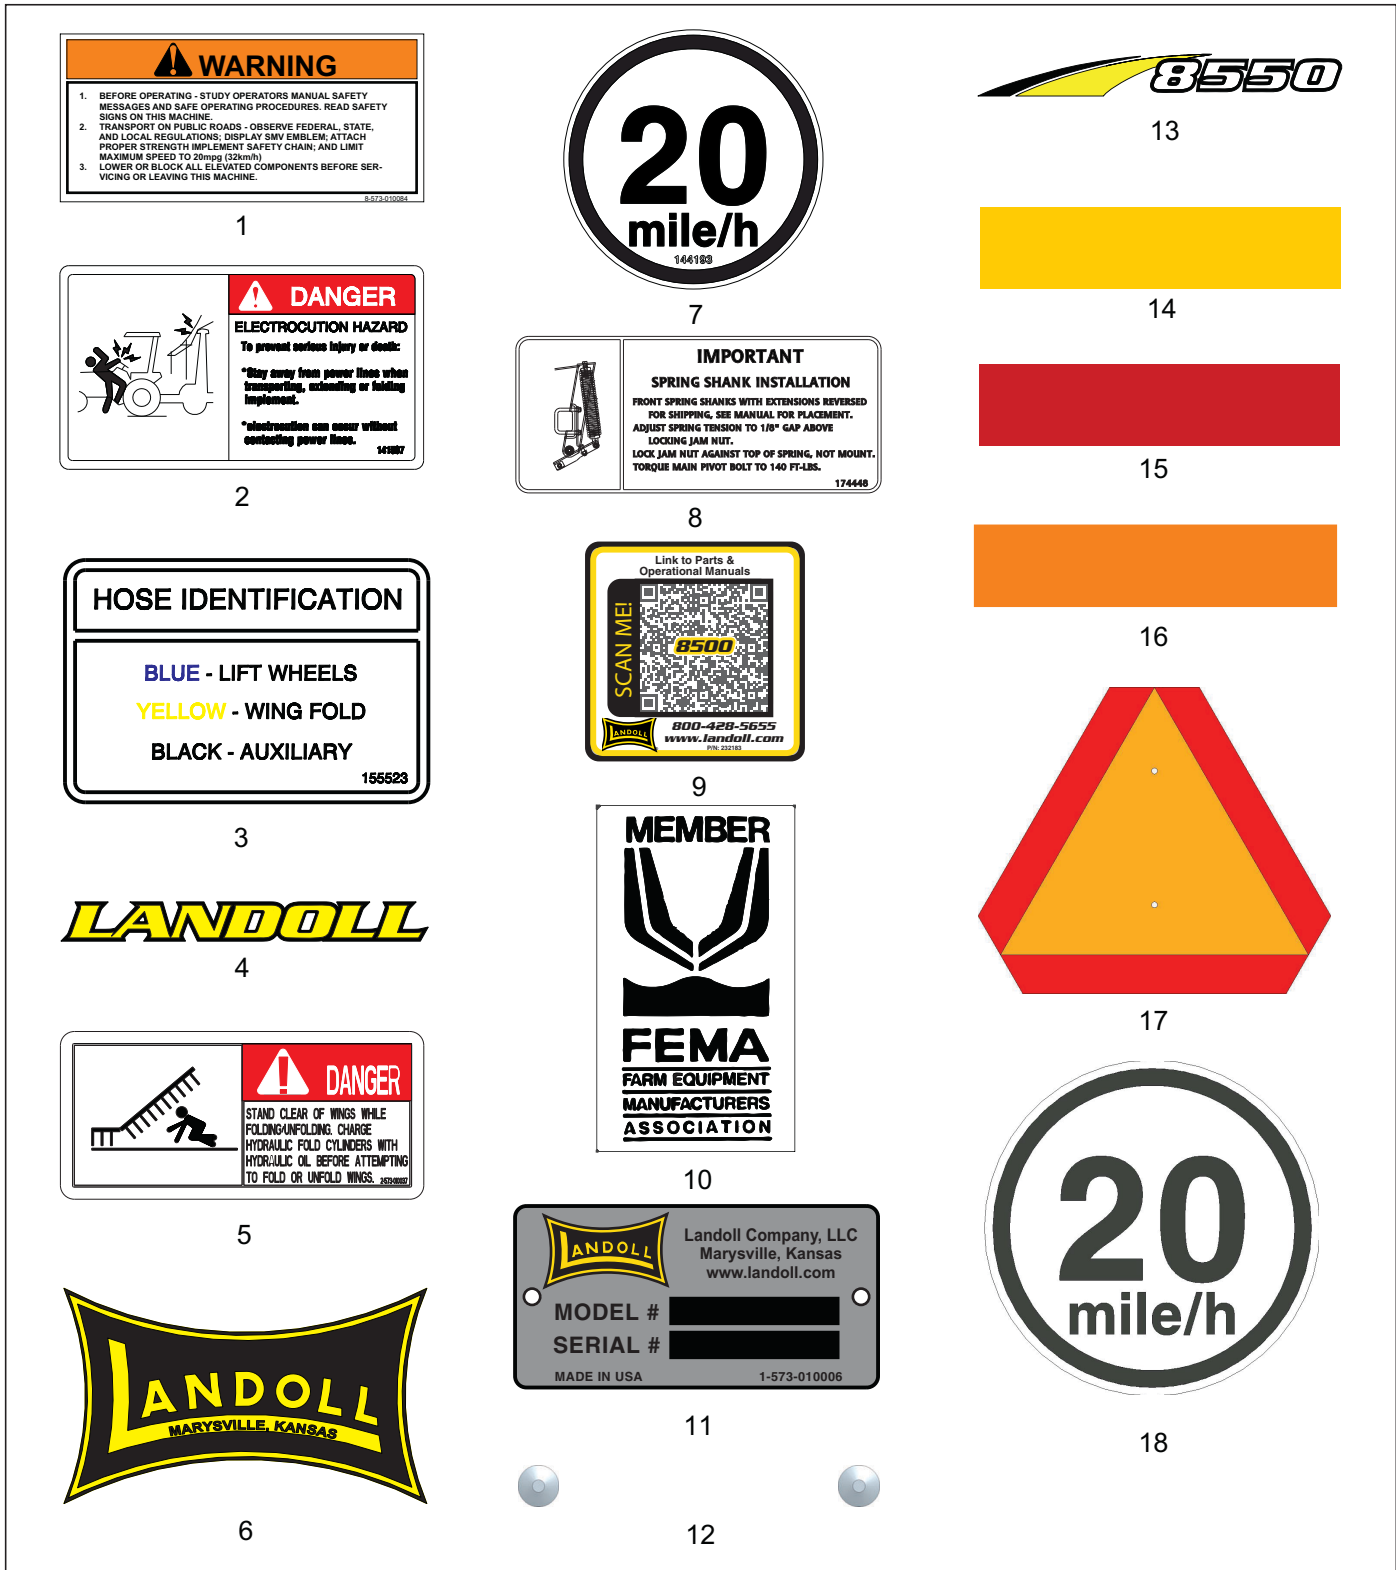 WARNING
1. BEFORE OPERATING - STUDY OPERATORS MANUAL SAFETY
MESSAGES AND SAFE OPERATING PROCEDURES. READ SAFETY
SIGNS ON THIS MACHINE.
2. TRANSPORT ON PUBLIC ROADS - OBSERVE FEDERAL, STATE,
AND LOCAL REGULATIONS; DISPLAY SMV EMBLEM; ATTACH
PROPER STRENGTH IMPLEMENT SAFETY CHAIN; AND LIMIT
MAXIMUM SPEED TO 20mpg (32km/h)
3. LOWER OR BLOCK ALL ELEVATED COMPONENTS BEFORE SER-
VICING OR LEAVING THIS MACHINE.
8-573-010084
1
DANGER
ELECTROCUTION HAZARD
To prevent serious injury or death:
*Stay away from power lines when
transporting, extending or folding
implement.
*electrocution can occur without
contacting power lines.
2
HOSE IDENTIFICATION
BLUE - LIFT WHEELS
YELLOW - WING FOLD
BLACK - AUXILIARY
155523
3
LANDOLL
4
DANGER
STAND CLEAR OF WINGS WHILE
FOLDING/UNFOLDING. CHARGE
HYDRAULIC FOLD CYLINDERS WITH
HYDRAULIC OIL BEFORE ATTEMPTING
TO FOLD OR UNFOLD WINGS.
5
LANDOLL
MARYSVILLE, KANSAS
6
20
mile/h
144193
7
IMPORTANT
SPRING SHANK INSTALLATION
FRONT SPRING SHANKS WITH EXTENSIONS REVERSED
FOR SHIPPING, SEE MANUAL FOR PLACEMENT.
ADJUST SPRING TENSION TO 1/8" GAP ABOVE
LOCKING JAM NUT.
LOCK JAM NUT AGAINST TOP OF SPRING, NOT MOUNT.
TORQUE MAIN PIVOT BOLT TO 140 FT-LBS.
174448
8
Link to Parts &
Operational Manuals
SCAN ME!
8500
LANDOLL
800-428-5655
www.landoll.com
P/N: 232183
9
MEMBER
FEMA
FARM EQUIPMENT
MANUFACTURERS
ASSOCIATION
10
LANDOLL
Landoll Company, LLC
Marysville, Kansas
www.landoll.com
MODEL #
SERIAL #
MADE IN USA 1-573-010006
11
12
8550
13
14
15
16
17
20
mile/h
18